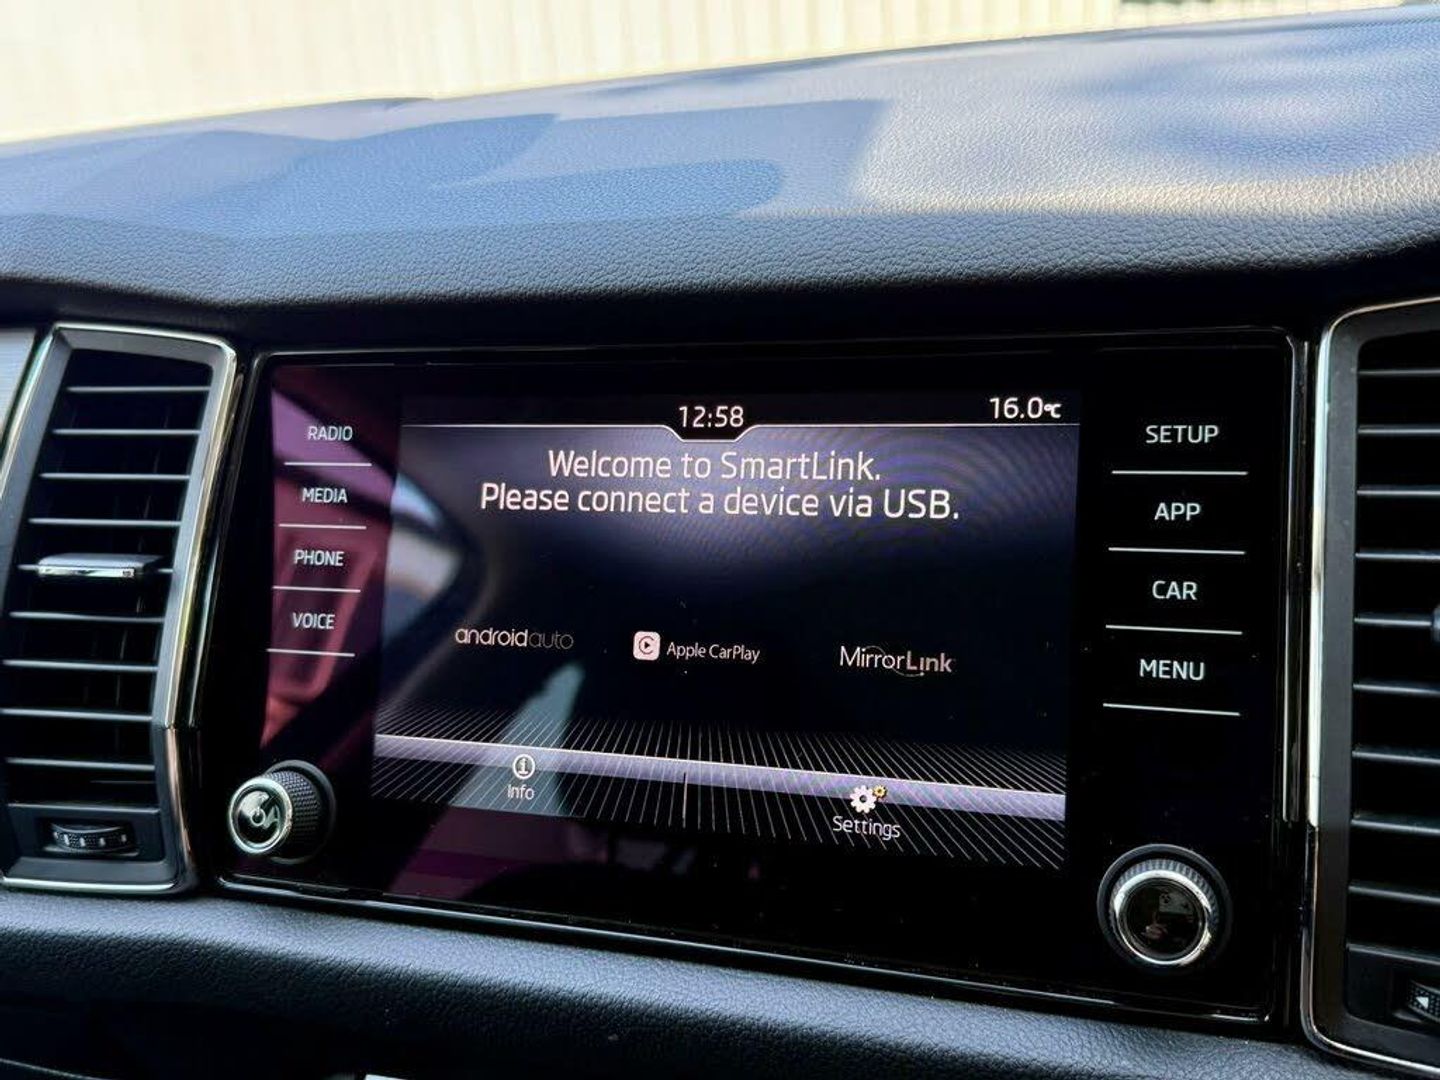 12:58
16.0°C
Welcome to SmartLink.
Please connect a device via USB.
androidauto
Apple CarPlay
MirrorLink
Info
Settings
RADIO
MEDIA
PHONE
VOICE
SETUP
APP
CAR
MENU